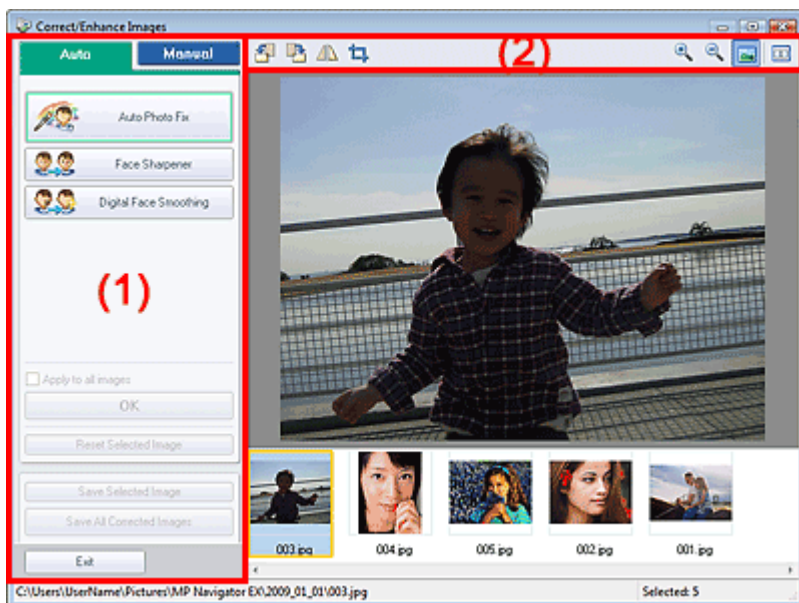 Correct/Enhance Images
Auto
Manual
(2)
Auto Photo Fix
Face Sharpener
Digital Face Smoothing
(1)
Apply to all images
OK
Reset Selected Image
Save Selected Image
Save All Corrected Images
Exit
003.jpg
004.jpg
005.jpg
002.jpg
001.jpg
C:\Users\UserName\Pictures\MP Navigator EX\2009_01_01\003.jpg
Selected: 5